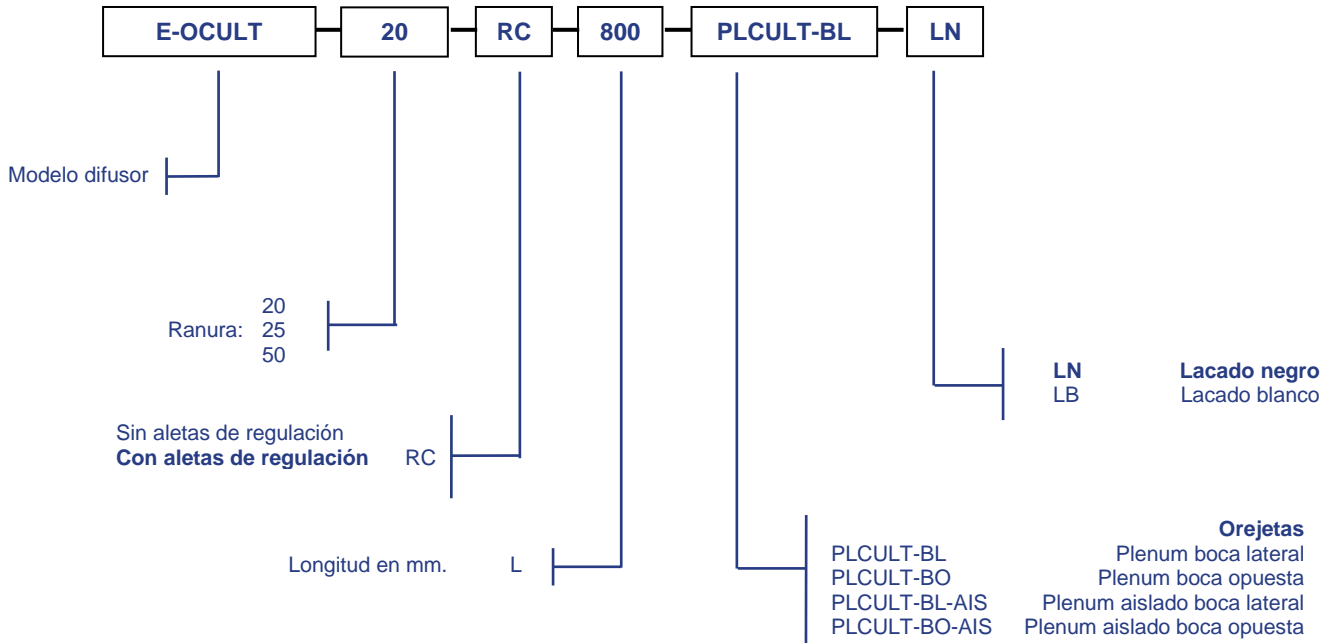 E-OCULT 20 RC 800 PLCULT-BL LN
Modelo difusor
20
Ranura: 25
50
LN Lacado negro
LB Lacado blanco
Sin aletas de regulación
Con aletas de regulación RC
Orejetas
Longitud en mm. L
PLCULT-BL Plenum boca lateral
PLCULT-BO Plenum boca opuesta
PLCULT-BL-AIS Plenum aislado boca lateral
PLCULT-BO-AIS Plenum aislado boca opuesta